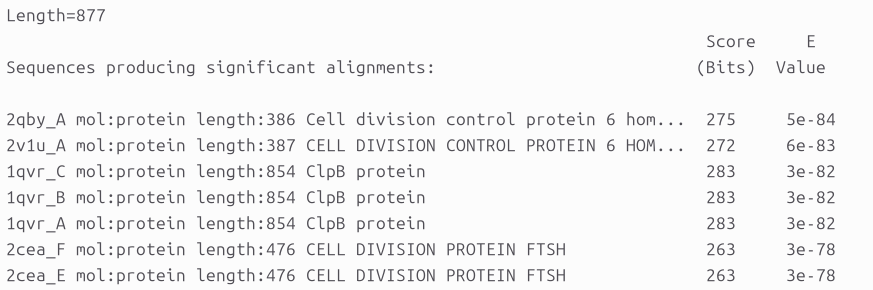 Length=877
Score E
Sequences producing significant alignments: (Bits) Value
2qby_A mol:protein length:386 Cell division control protein 6 hom... 275 5e-84
2v1u_A mol:protein length:387 CELL DIVISION CONTROL PROTEIN 6 HOM... 272 6e-83
1qvr_C mol:protein length:854 ClpB protein 283 3e-82
1qvr_B mol:protein length:854 ClpB protein 283 3e-82
1qvr_A mol:protein length:854 ClpB protein 283 3e-82
2cea_F mol:protein length:476 CELL DIVISION PROTEIN FTSH 263 3e-78
2cea_E mol:protein length:476 CELL DIVISION PROTEIN FTSH 263 3e-78